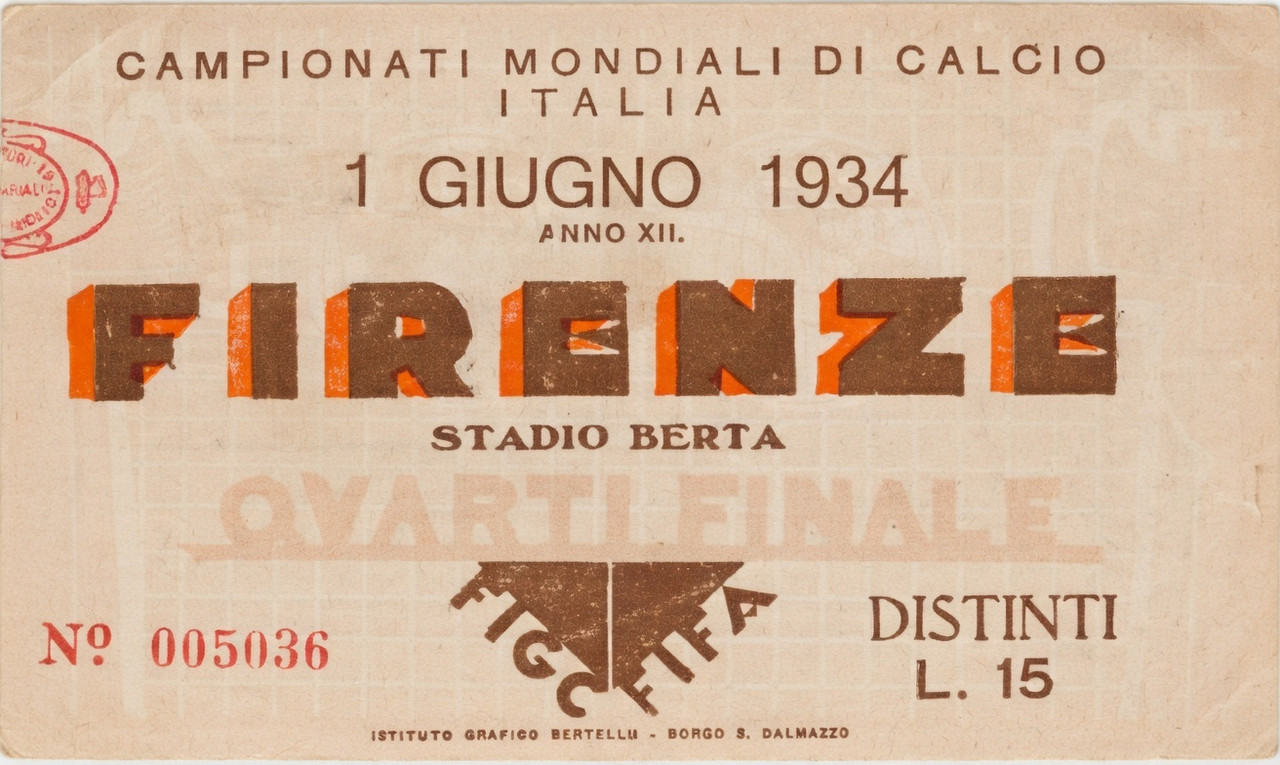 CAMPIONATI MONDIALI DI CALCIO
ITALIA
1 GIUGNO 1934
ANNO XII.
FIRENZE
STADIO BERTA
QVARTI FINALE
FIGC FIFA
Nº 005036
DISTINTI
L. 15
ISTITUTO GRAFICO BERTELLO - BORGO S. DALMAZZO